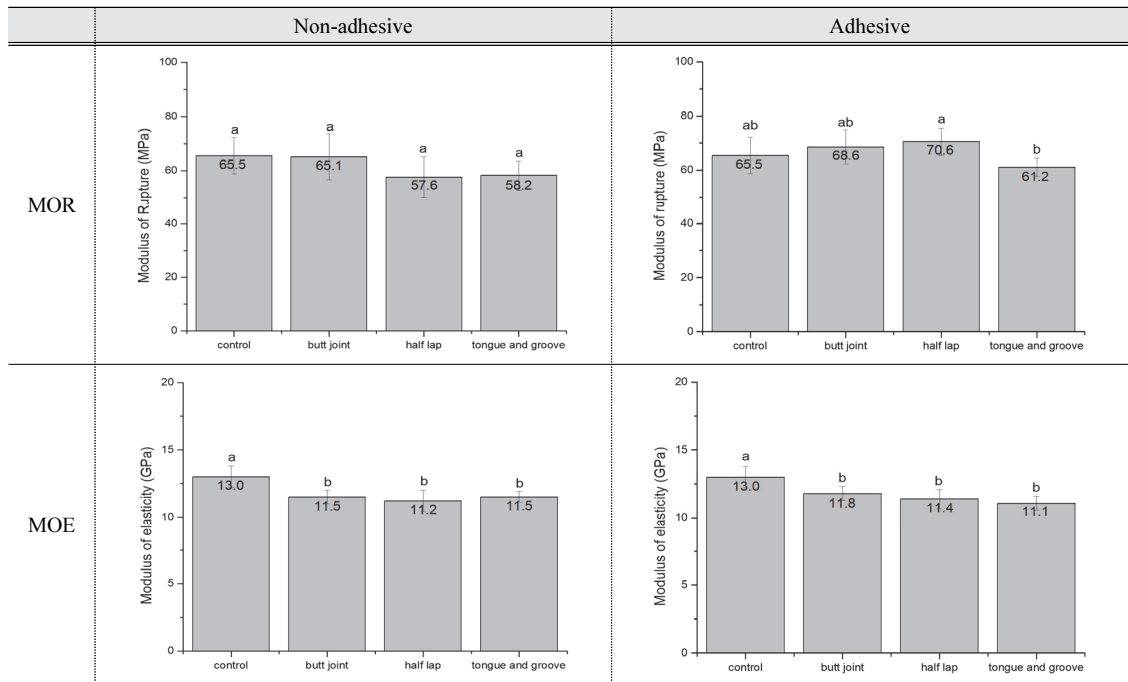 Non-adhesive
Adhesive
MOR
Modulus of Rupture (MPa)
100
80
60
40
20
0
a
a
a
a
65.5
65.1
57.6
58.2
control
butt joint
half lap
tongue and groove
Modulus of rupture (MPa)
100
80
60
40
20
0
ab
ab
a
b
65.5
68.6
70.6
61.2
control
butt joint
half lap
tongue and groove
MOE
Modulus of elasticity (GPa)
20
15
10
5
0
a
b
b
b
13.0
11.5
11.2
11.5
control
butt joint
half lap
tongue and groove
Modulus of elasticity (GPa)
20
15
10
5
0
a
b
b
b
13.0
11.8
11.4
11.1
control
butt joint
half lap
tongue and groove